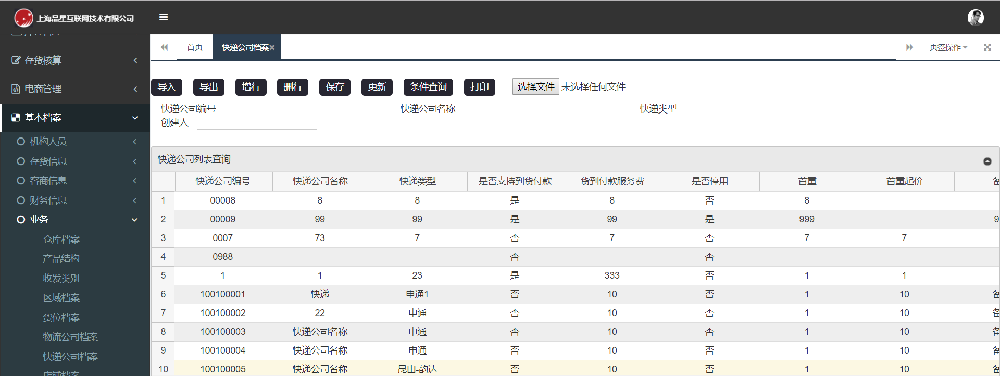 上海品星互联网技术有限公司
存货核算
电商管理
基本档案
机构人员
存货信息
客商信息
财务信息
业务
仓库档案
产品结构
收发类别
区域档案
货位档案
物流公司档案
快递公司档案
首页 快递公司档案 页签操作
导入 导出 增行 删行 保存 更新 条件查询 打印 选择文件 未选择任何文件
快递公司编号 快递公司名称 快递类型
创建人
快递公司列表查询
快递公司编号 快递公司名称 快递类型 是否支持到货付款 货到付款服务费 是否停用 首重 首重起价
1 00008 8 8 是 8 否 8
2 00009 99 99 是 99 是 999 9
3 0007 73 7 否 7 否 7 7
4 0988 否 否
5 1 1 23 是 333 否 1 1
6 100100001 快递 申通1 否 10 否 1 10
7 100100002 22 申通 否 10 否 1 10
8 100100003 快递公司名称 申通 否 10 否 1 10
9 100100004 快递公司名称 申通 否 10 否 1 10
10 100100005 快递公司名称 昆山-韵达 否 10 否 1 10